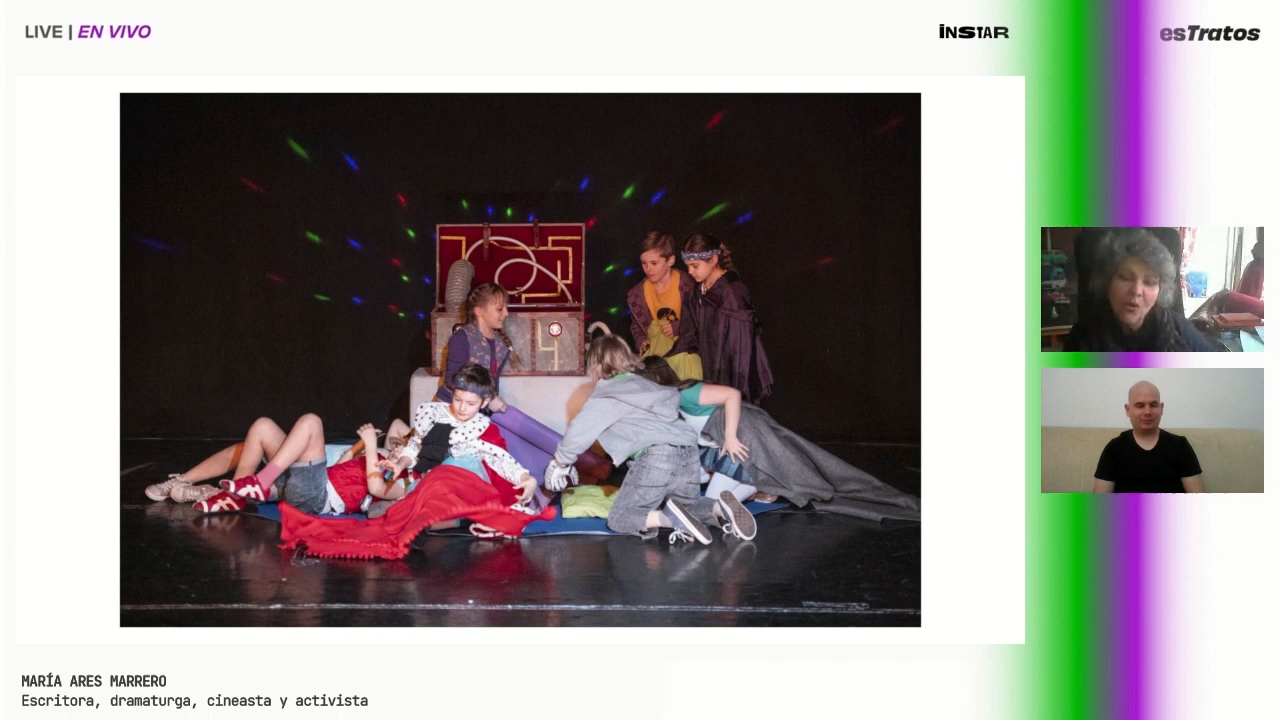 LIVE | EN VIVO
INSTAR
esTratos
MARÍA ARES MARRERO
Escritora, dramaturga, cineasta y activista